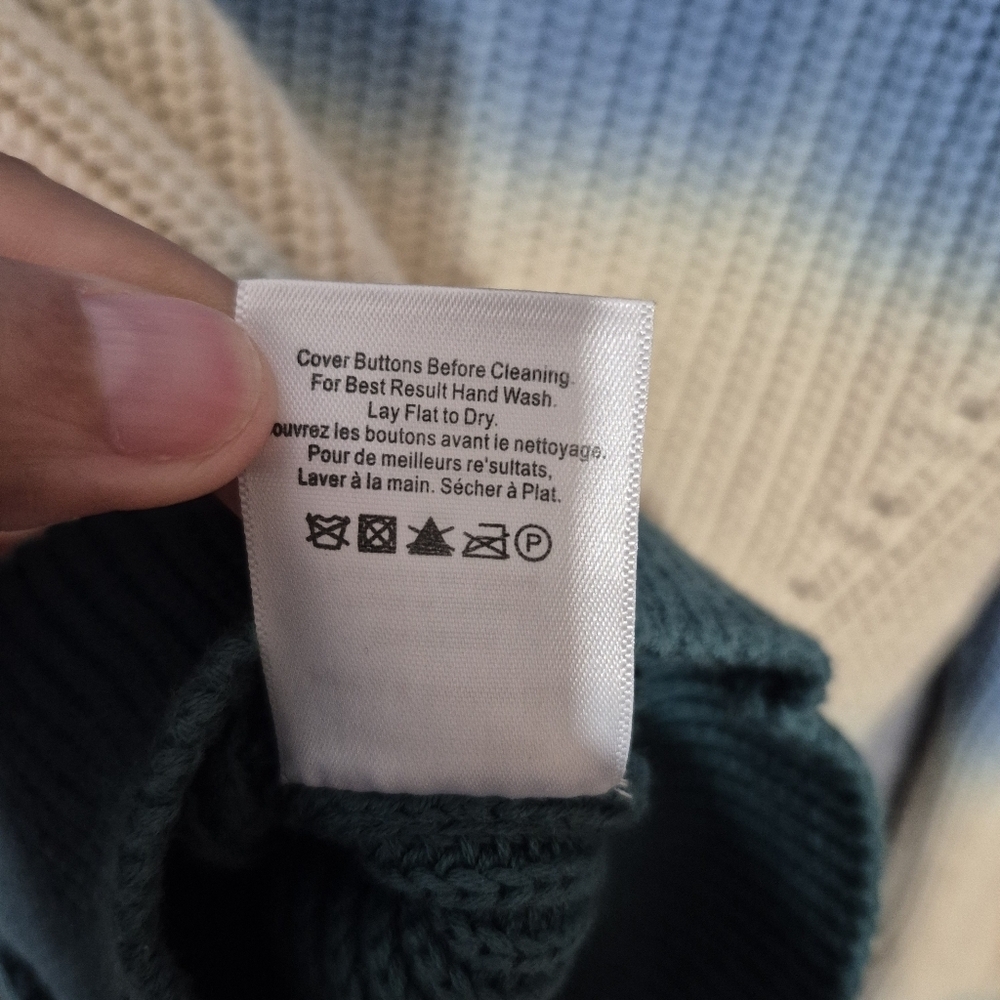 Cover Buttons Before Cleaning.
For Best Result Hand Wash.
Lay Flat to Dry.
ouvrez les boutons avant le nettoyage.
Pour de meilleurs re'sultats,
Laver à la main. Sécher à Plat.
P